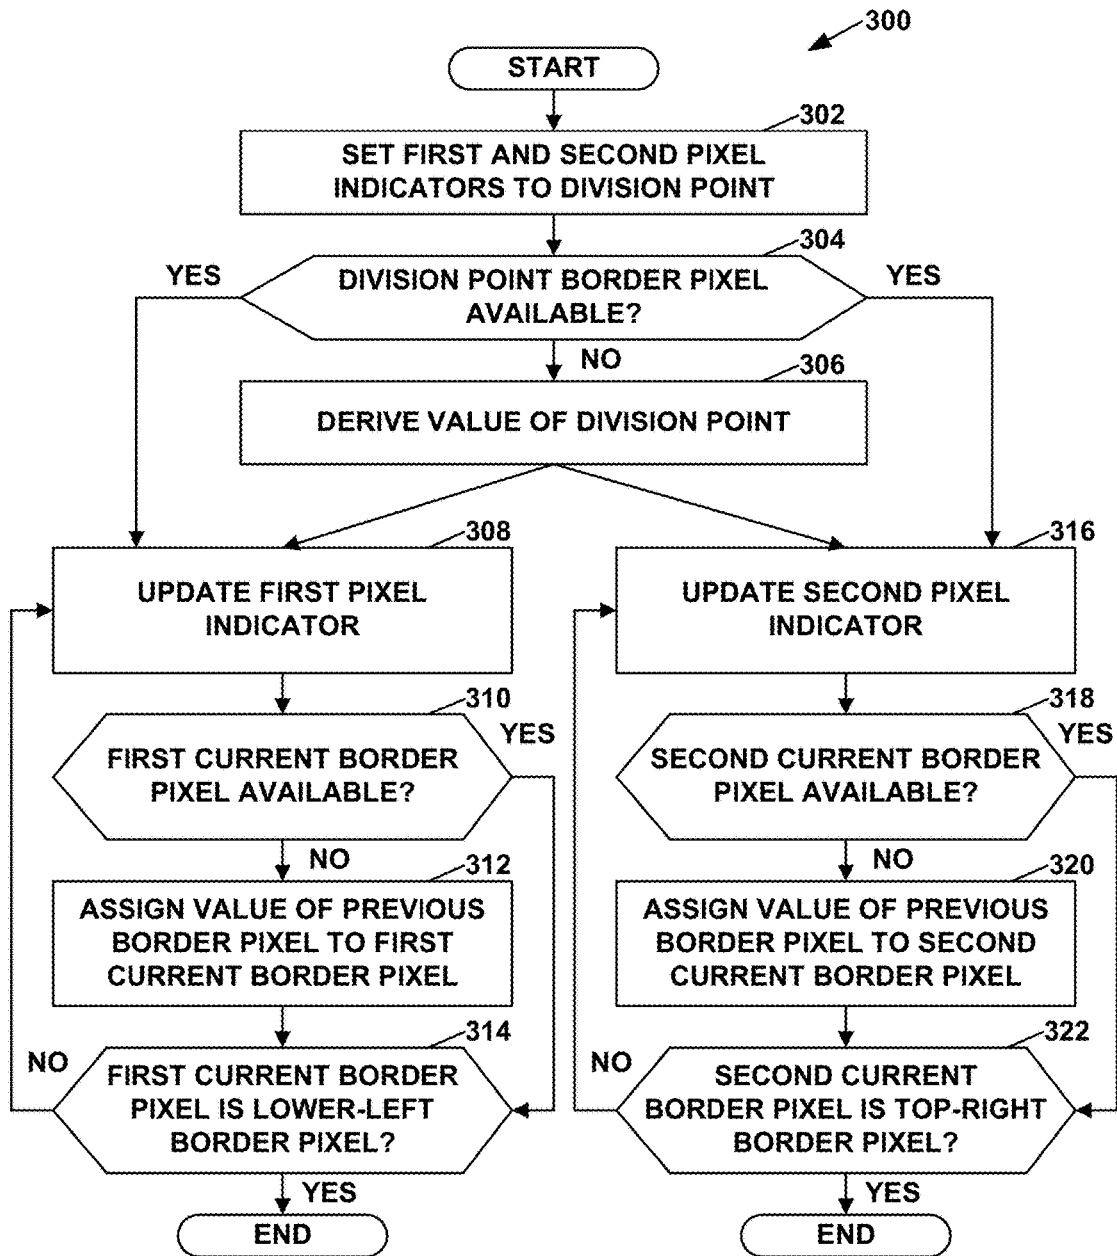 300
START
302
SET FIRST AND SECOND PIXEL
INDICATORS TO DIVISION POINT
304
YES
DIVISION POINT BORDER PIXEL
AVAILABLE?
YES
NO
306
DERIVE VALUE OF DIVISION POINT
308
UPDATE FIRST PIXEL
INDICATOR
310
FIRST CURRENT BORDER
PIXEL AVAILABLE?
YES
NO
312
ASSIGN VALUE OF PREVIOUS
BORDER PIXEL TO FIRST
CURRENT BORDER PIXEL
314
NO
FIRST CURRENT BORDER
PIXEL IS LOWER-LEFT
BORDER PIXEL?
YES
END
316
UPDATE SECOND PIXEL
INDICATOR
318
SECOND CURRENT BORDER
PIXEL AVAILABLE?
YES
NO
320
ASSIGN VALUE OF PREVIOUS
BORDER PIXEL TO SECOND
CURRENT BORDER PIXEL
322
NO
SECOND CURRENT
BORDER PIXEL IS TOP-RIGHT
BORDER PIXEL?
YES
END